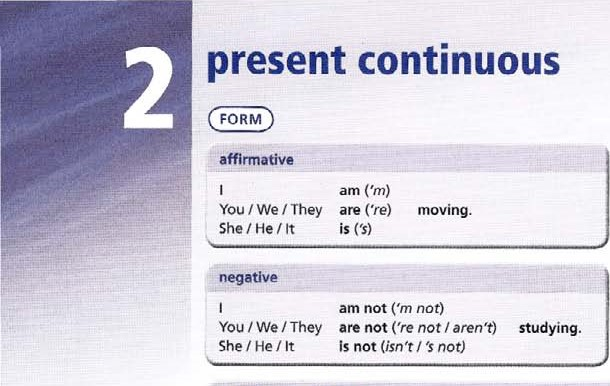 2
present continuous
FORM
affirmative
I am ('m)
You / We / They are ('re) moving.
She / He / It is ('s)
negative
I am not ('m not)
You / We / They are not ('re not / aren't) studying.
She / He / It is not (isn't / 's not)